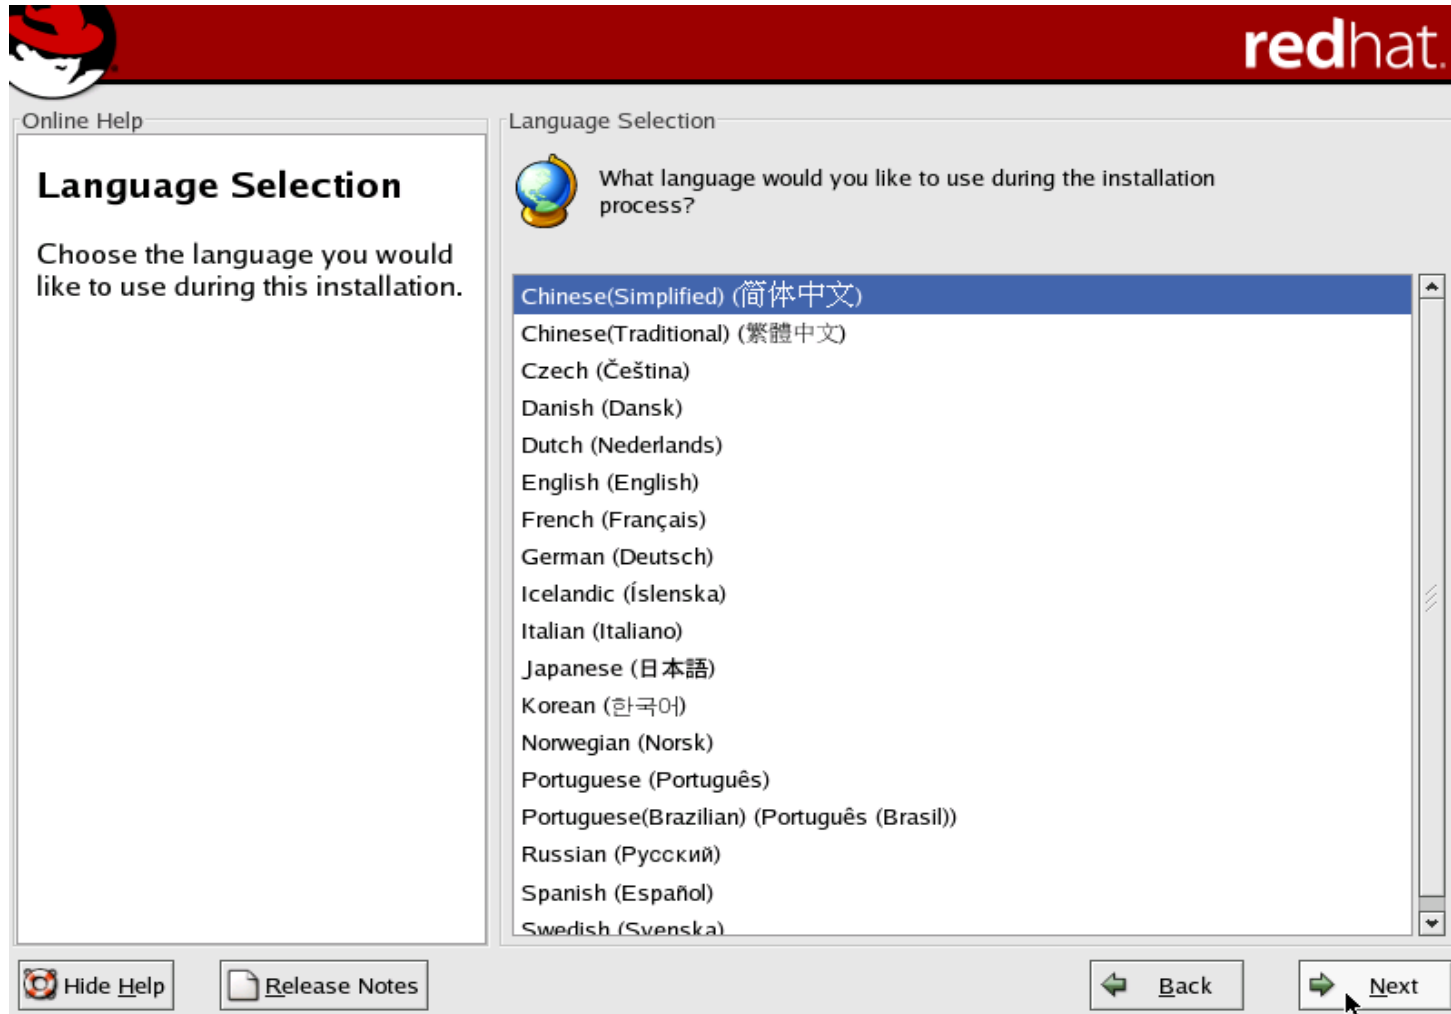 redhat.
Online Help
Language Selection
Choose the language you would
like to use during this installation.
Language Selection
What language would you like to use during the installation
process?
Chinese(Simplified) (简体中文)
Chinese(Traditional) (繁體中文)
Czech (Čeština)
Danish (Dansk)
Dutch (Nederlands)
English (English)
French (Français)
German (Deutsch)
Icelandic (Íslenska)
Italian (Italiano)
Japanese (日本語)
Korean (한국어)
Norwegian (Norsk)
Portuguese (Português)
Portuguese(Brazilian) (Português (Brasil))
Russian (Русский)
Spanish (Español)
Swedish (Svenska)
Hide Help
Release Notes
Back
Next